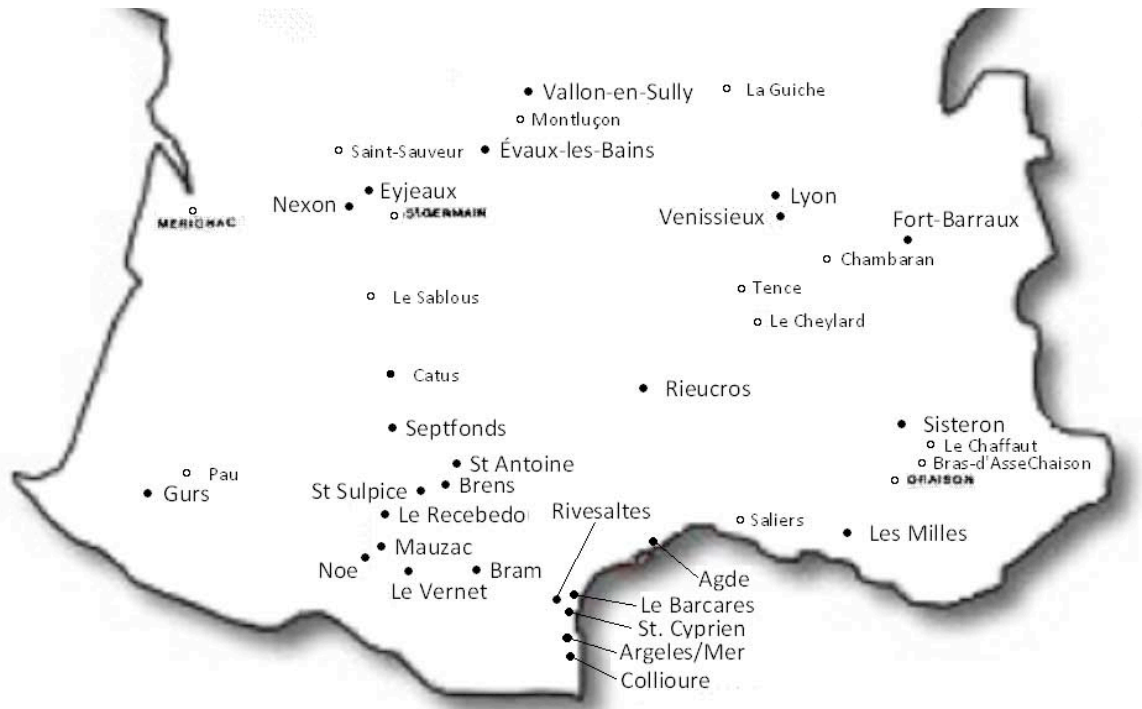 Vallon-en-Sully
La Guiche
Montluçon
Saint-Sauveur
Évaux-les-Bains
Eyjeaux
Nexon
St GERMAIN
MERIGNAC
Lyon
Venissieux
Fort-Barraux
Chambaran
Tence
Le Sablous
Le Cheylard
Catus
Rieucros
Septfonds
Sisteron
Le Chaffaut
Bras-d'AsseChaison
GRAISON
St Antoine
Pau
Brens
Gurs
St Sulpice
Le Recebedo
Rivesaltes
Saliers
Les Milles
Mauzac
Noe
Bram
Le Vernet
Agde
Le Barcares
St. Cyprien
Argeles/Mer
Collioure